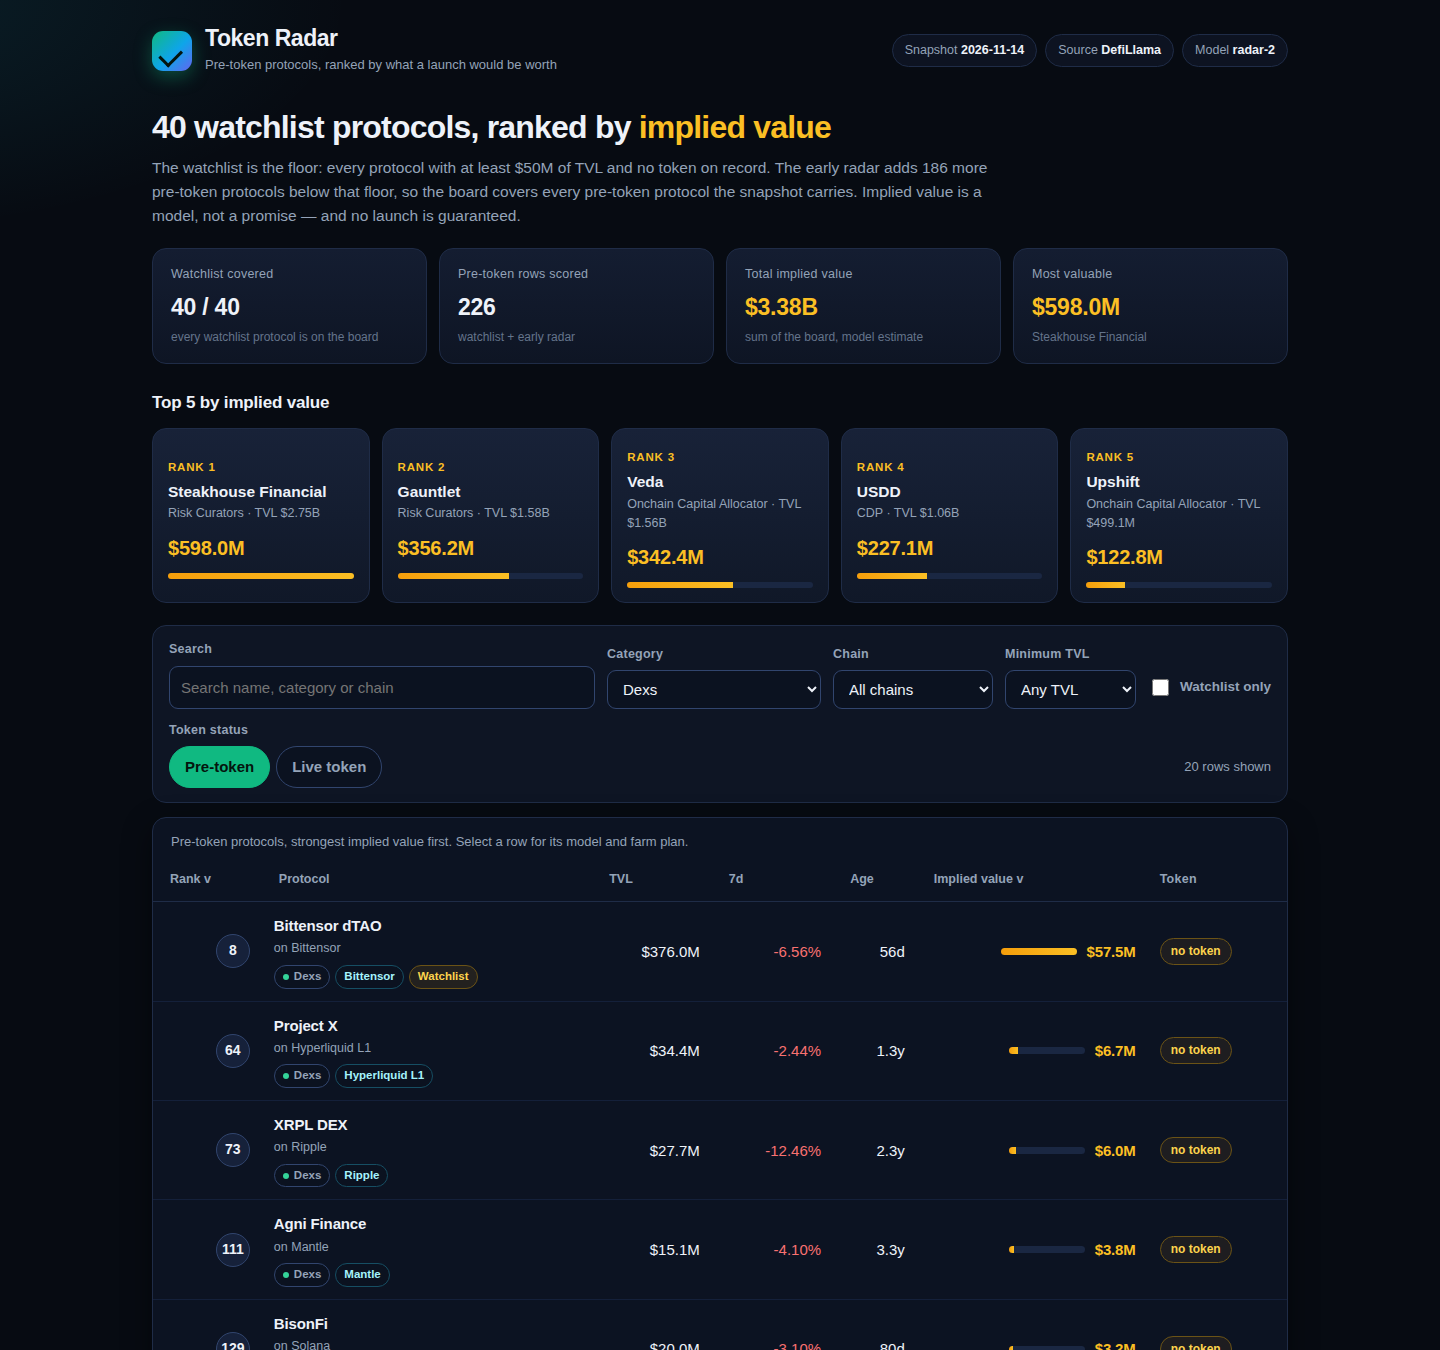 Token Radar
Pre-token protocols, ranked by what a launch would be worth
Snapshot 2026-11-14
Source DefiLlama
Model radar-2
40 watchlist protocols, ranked by implied value
The watchlist is the floor: every protocol with at least $50M of TVL and no token on record. The early radar adds 186 more
pre-token protocols below that floor, so the board covers every pre-token protocol the snapshot carries. Implied value is a
model, not a promise — and no launch is guaranteed.
Watchlist covered
40 / 40
every watchlist protocol is on the board
Pre-token rows scored
226
watchlist + early radar
Total implied value
$3.38B
sum of the board, model estimate
Most valuable
$598.0M
Steakhouse Financial
Top 5 by implied value
RANK 1
Steakhouse Financial
Risk Curators · TVL $2.75B
$598.0M
RANK 2
Gauntlet
Risk Curators · TVL $1.58B
$356.2M
RANK 3
Veda
Onchain Capital Allocator · TVL
$1.56B
$342.4M
RANK 4
USDD
CDP · TVL $1.06B
$227.1M
RANK 5
Upshift
Onchain Capital Allocator · TVL
$499.1M
$122.8M
Search
Search name, category or chain
Category
Dexs
Chain
All chains
Minimum TVL
Any TVL
Watchlist only
Token status
Pre-token
Live token
20 rows shown
Pre-token protocols, strongest implied value first. Select a row for its model and farm plan.
Rank v Protocol TVL 7d Age Implied value v Token
8
Bittensor dTAO
on Bittensor
Dexs Bittensor Watchlist
$376.0M -6.56% 56d $57.5M no token
64
Project X
on Hyperliquid L1
Dexs Hyperliquid L1
$34.4M -2.44% 1.3y $6.7M no token
73
XRPL DEX
on Ripple
Dexs Ripple
$27.7M -12.46% 2.3y $6.0M no token
111
Agni Finance
on Mantle
Dexs Mantle
$15.1M -4.10% 3.3y $3.8M no token
129
BisonFi
on Solana
$20.0M -3.10% 80d $3.2M no token